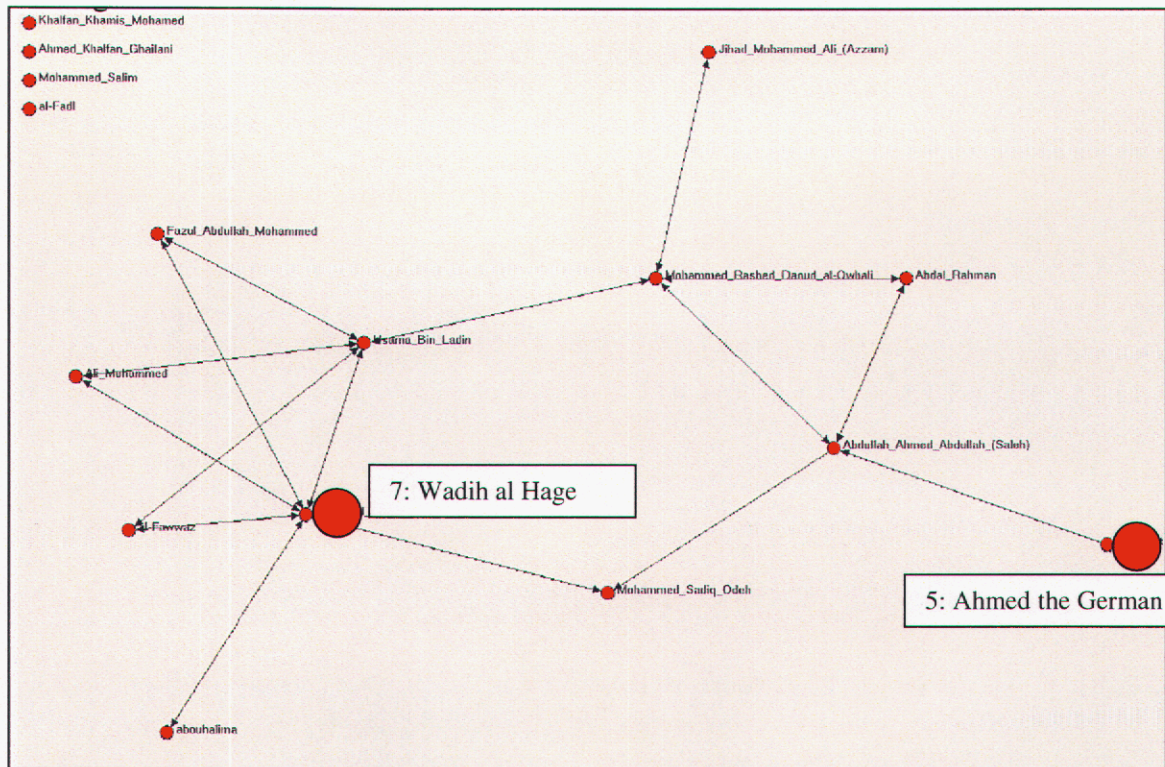 Khalfan_Khamis_Mohamed
Ahmed_Khalfan_Ghailani
Mohammed_Salim
al-Fadl
Jihad_Mohammed_Ali_(Azzam)
Fazul_Abdullah_Mohammed
Mohammed_Rashed_Daoud_al-Owhali
Abdal_Rahman
Usama_Bin_Ladin
Ali_Mohammed
Abdullah_Ahmed_Abdullah_(Saleh)
7: Wadih al Hage
al-Fawwaz
5: Ahmed the German
Mohammed_Sadiq_Odeh
abouhalima